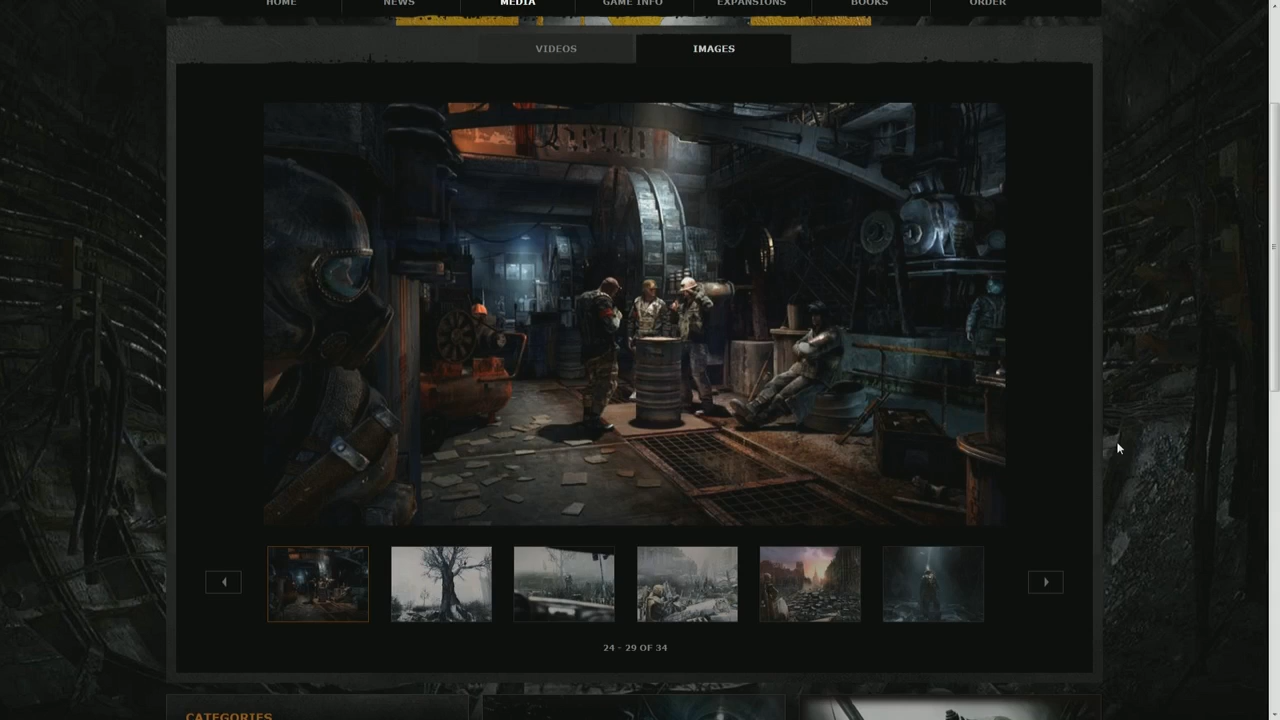 HOME NEWS MEDIA GAME INFO EXPANSIONS BOOKS ORDER
VIDEOS IMAGES
24 - 29 OF 34
CATEGORIES